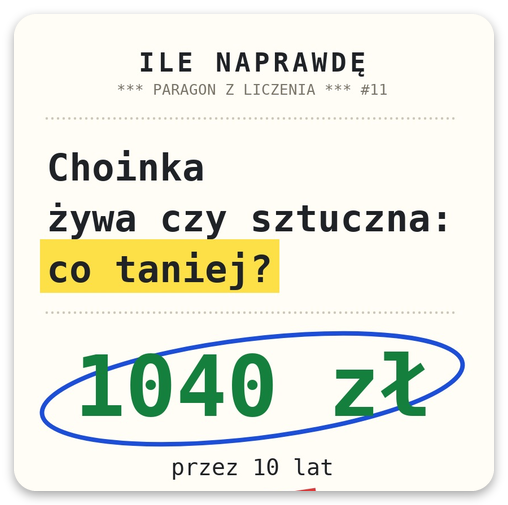 ILE NAPRAWDĘ
*** PARAGON Z LICZENIA *** #11
Choinka
żywa czy sztuczna:
co taniej?
1040 zł
przez 10 lat